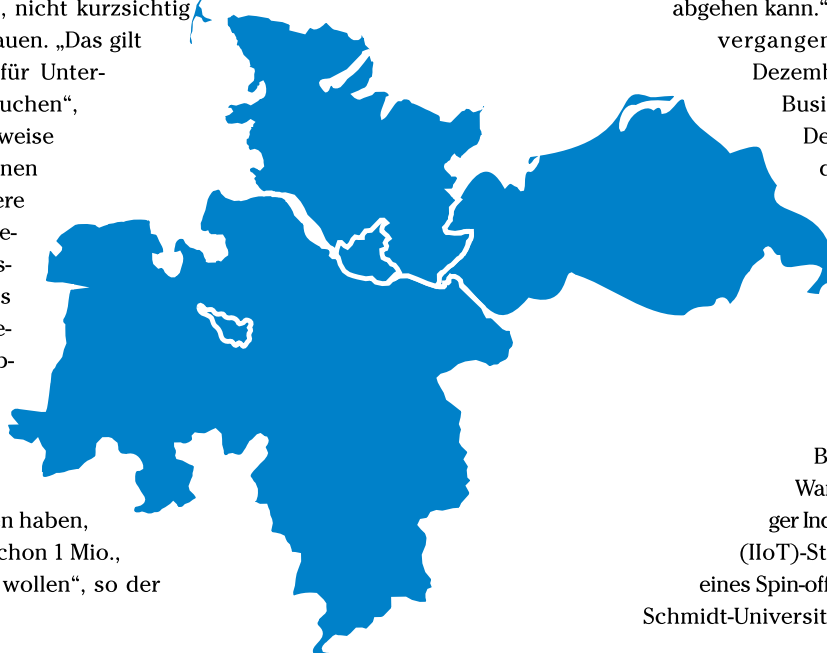 , nicht kurzsichtig
auen. „Das gilt
für Unter-
uchen“,
weise
nen
ere
e-
s-
s
e-
o-
n haben,
chon 1 Mio.,
wollen“, so der
abgehen kann.“
vergangen
Dezemb
Busi
De
B
War
ger Ind
(IIoT)-St
eines Spin-off
Schmidt-Universit